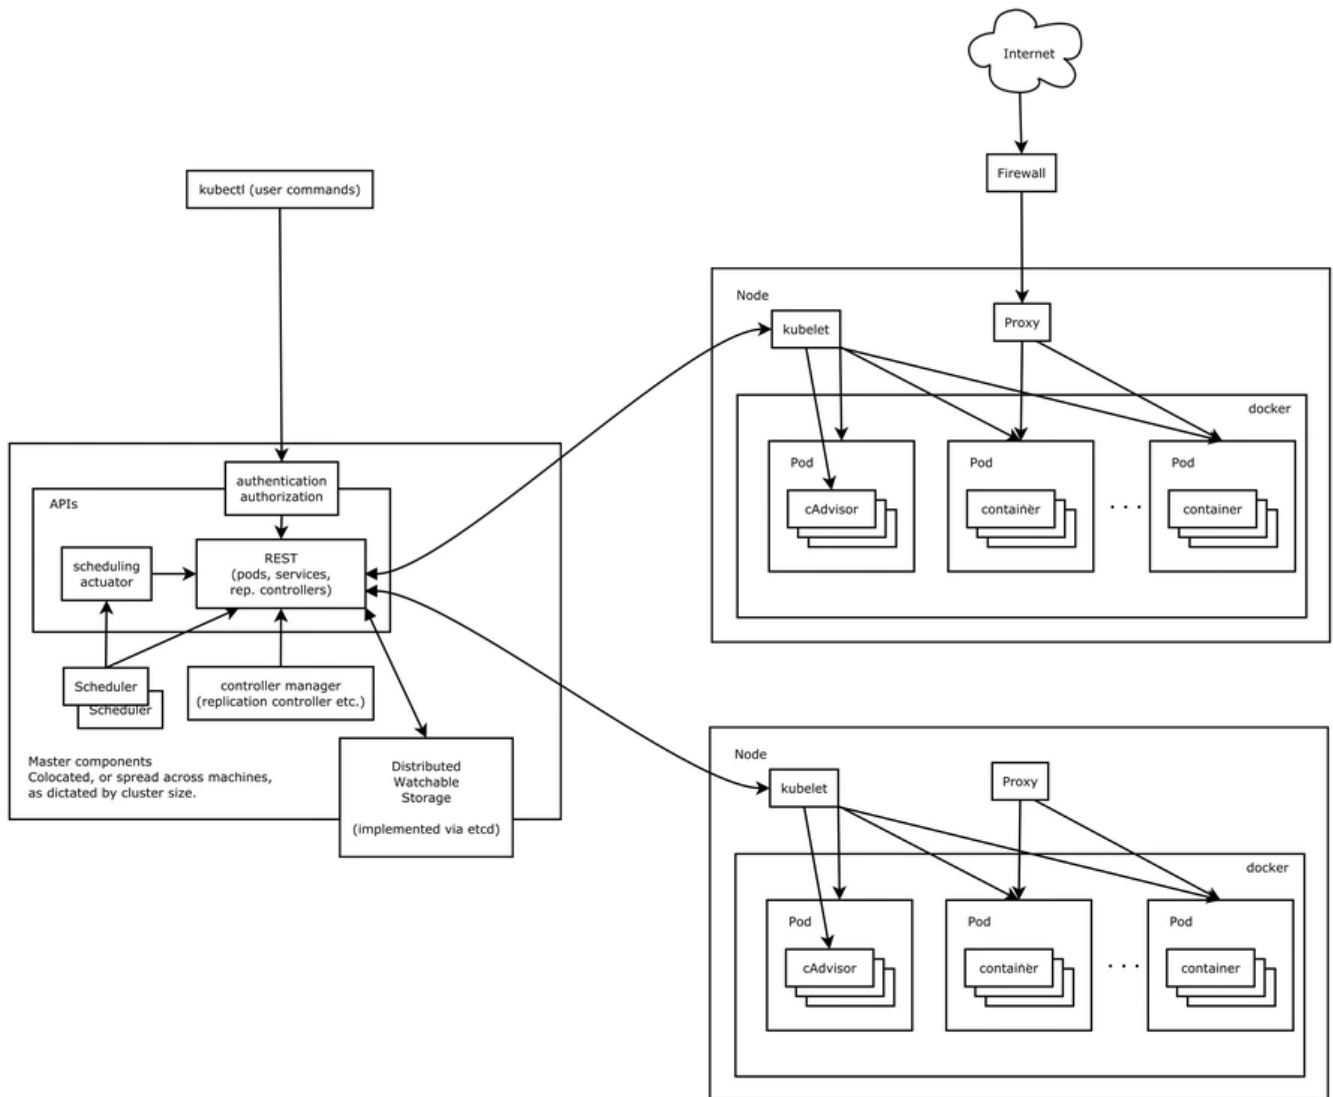 Internet
Firewall
kubectl (user commands)
Node
kubelet
Proxy
docker
Pod
cAdvisor
Pod
container
. . .
Pod
container
authentication
authorization
APIs
scheduling
actuator
REST
(pods, services,
rep. controllers)
Scheduler
Scheduler
controller manager
(replication controller etc.)
Master components
Colocated, or spread across machines,
as dictated by cluster size.
Distributed
Watchable
Storage
(implemented via etcd)
Node
kubelet
Proxy
docker
Pod
cAdvisor
Pod
container
. . .
Pod
container